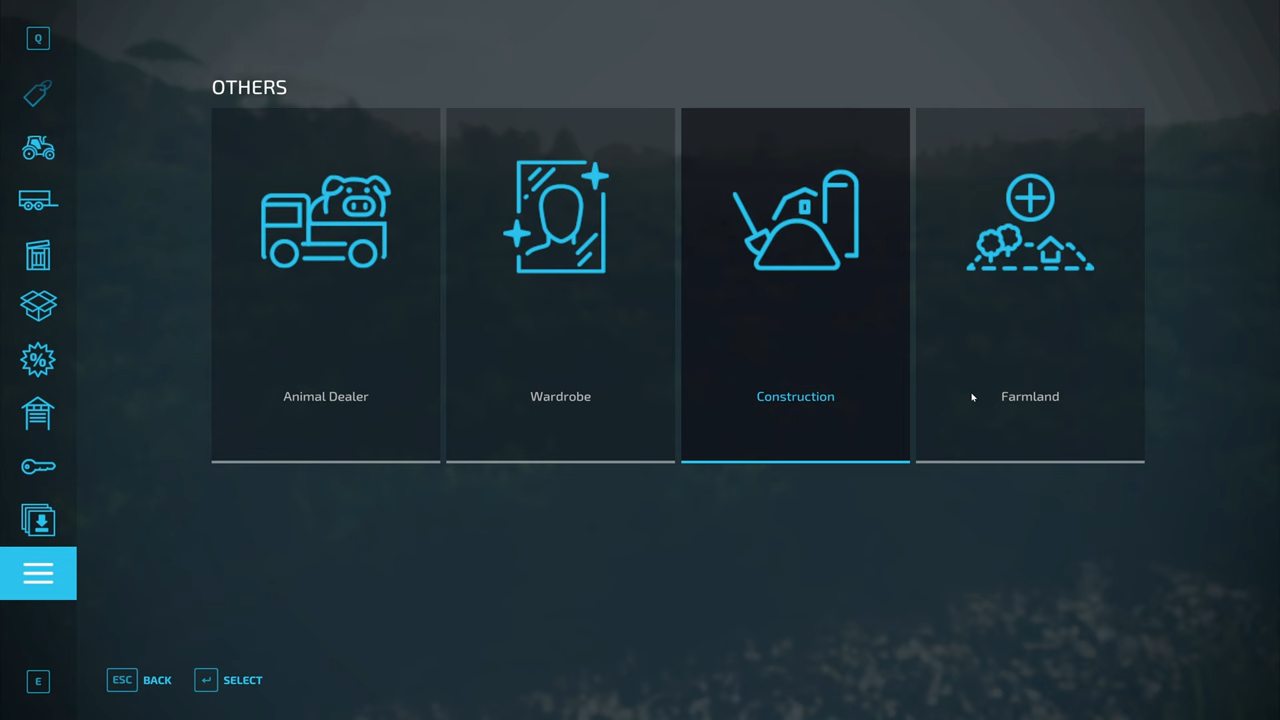 Q
OTHERS
%
Animal Dealer
Wardrobe
Construction
Farmland
E
ESC BACK
↵ SELECT